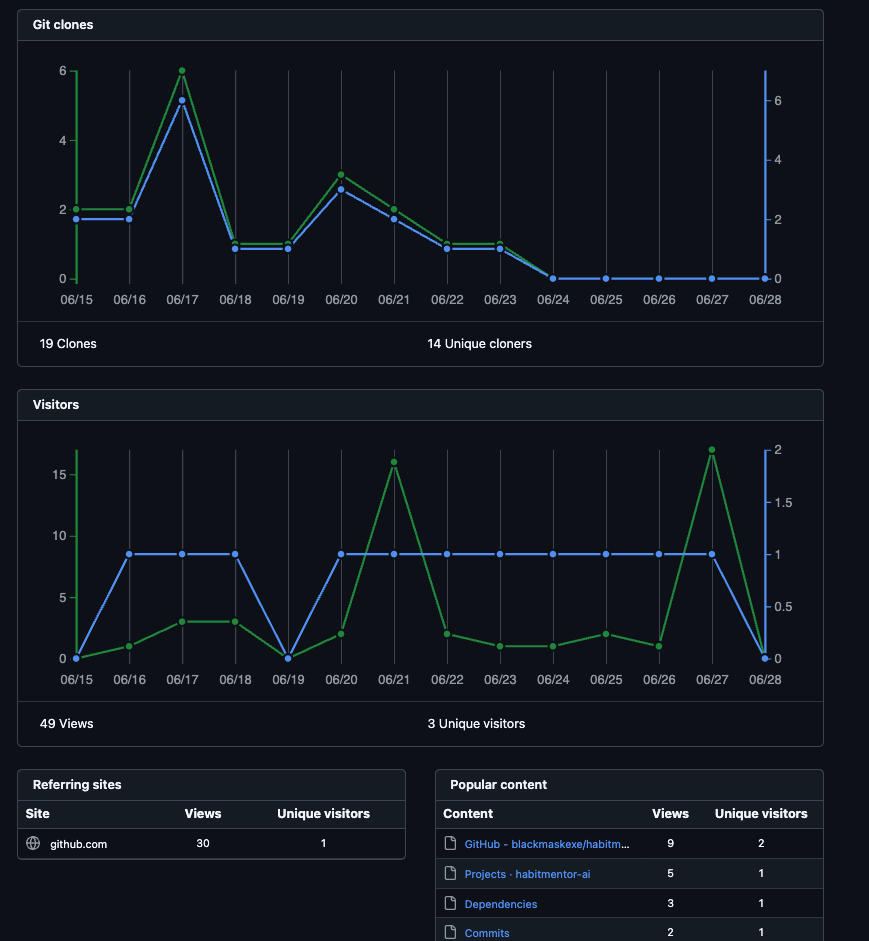 Git clones
6
6
4
4
2
2
0
0
06/15 06/16 06/17 06/18 06/19 06/20 06/21 06/22 06/23 06/24 06/25 06/26 06/27 06/28
19 Clones 14 Unique cloners
Visitors
2
15
1.5
10
1
5
0.5
0
0
06/15 06/16 06/17 06/18 06/19 06/20 06/21 06/22 06/23 06/24 06/25 06/26 06/27 06/28
49 Views 3 Unique visitors
Referring sites
Site Views Unique visitors
github.com 30 1
Popular content
Content Views Unique visitors
GitHub - blackmaskexe/habitm... 9 2
Projects · habitmentor-ai 5 1
Dependencies 3 1
Commits 2 1